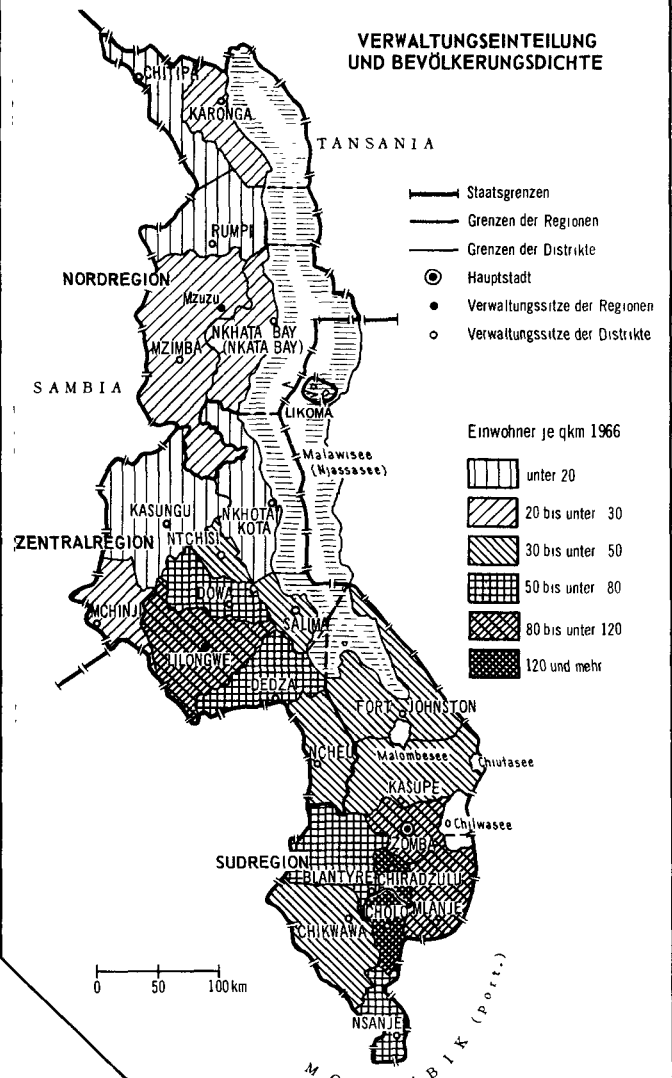 VERWALTUNGSEINTEILUNG
UND BEVÖLKERUNGSDICHTE
CHITIPA
KARONGA
TANSANIA
Staatsgrenzen
Grenzen der Regionen
Grenzen der Distrikte
Hauptstadt
Verwaltungssitze der Regionen
Verwaltungssitze der Distrikte
RUMPI
NORDREGION
Mzuzu
NKHATA BAY
(NKATA BAY)
MZIMBA
SAMBIA
LIKOMA
Malawisee
(Njassasee)
Einwohner je qkm 1966
unter 20
20 bis unter 30
30 bis unter 50
50 bis unter 80
80 bis unter 120
120 und mehr
KASUNGU
NKHOTA
KOTA
ZENTRALREGION
NTCHISI
DOWA
MCHINJI
SALIMA
LILONGWE
DEDZA
FORT JOHNSTON
NCHEU
Malombesee
Chiutasee
KASUPE
Chilwasee
ZOMBA
SUDREGION
BLANTYRE
CHIRADZULU
CHOLO
MLANJE
CHIKWAWA
0 50 100 km
NSANJE
(port.)